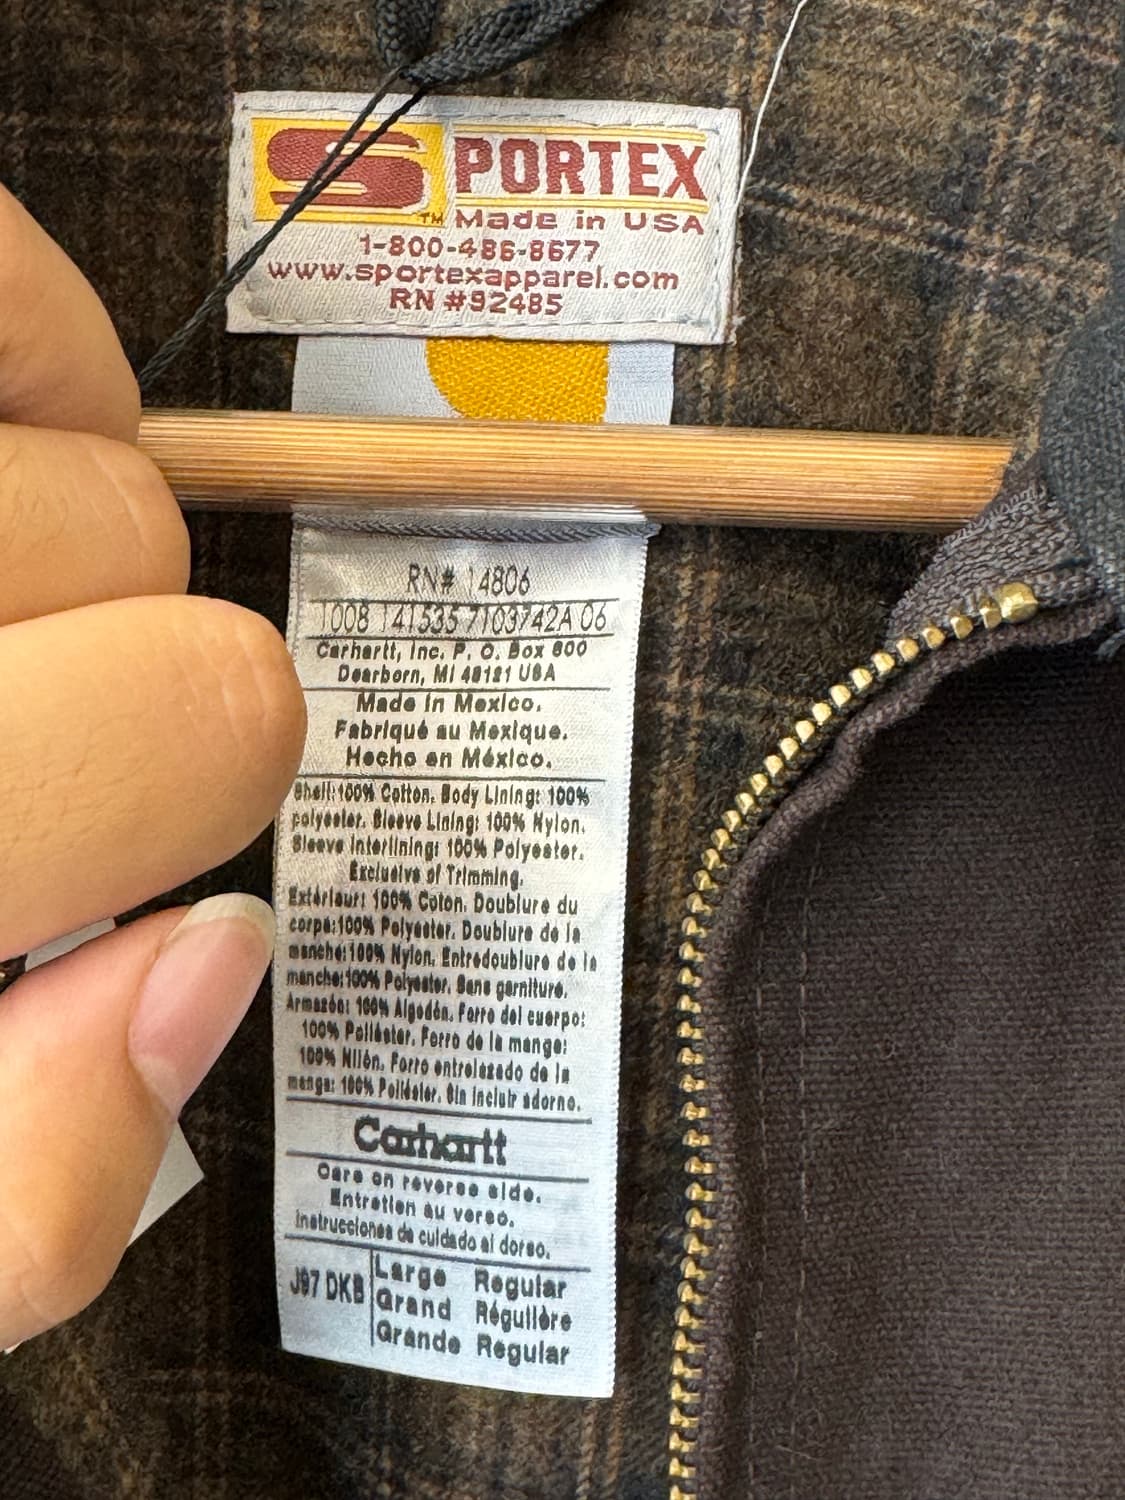 SPORTEX
TM Made in USA
1-800-486-8677
www.sportexapparel.com
RN #92485
RN# 14806
1008 141535 7103742A 06
Carhartt, Inc. P. O. Box 600
Dearborn, MI 48121 USA
Made in Mexico.
Fabriqué au Mexique.
Hecho en México.
Shell:100% Cotton. Body Lining: 100%
polyester. Sleeve Lining: 100% Nylon.
Sleeve Interlining: 100% Polyester.
Exclusive of Trimming.
Extérieur: 100% Coton. Doublure du
corps:100% Polyester. Doublure de la
manche:100% Nylon. Entredoublure de la
manche:100% Polyester. Sans garniture.
Armazón: 100% Algodón. Forro del cuerpo:
100% Poliéster. Forro de la manga:
100% Nilón. Forro entrelazado de la
manga: 100% Poliéster. Sin incluir adorno.
Carhartt
Care on reverse side.
Entretien au verso.
Instrucciones de cuidado al dorso.
J97 DKB
Large Regular
Grand Régulière
Grande Regular